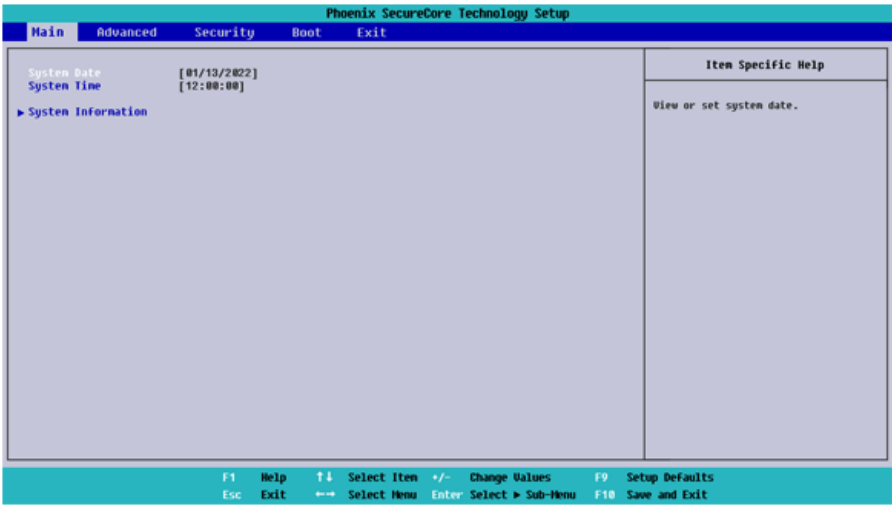 Phoenix SecureCore Technology Setup
Main Advanced Security Boot Exit
System Date [01/13/2022]
System Time [12:00:00]
▶ System Information
Item Specific Help
View or set system date.
F1 Help ↑↓ Select Item +/- Change Values F9 Setup Defaults
Esc Exit ←→ Select Menu Enter Select ▶ Sub-Menu F10 Save and Exit